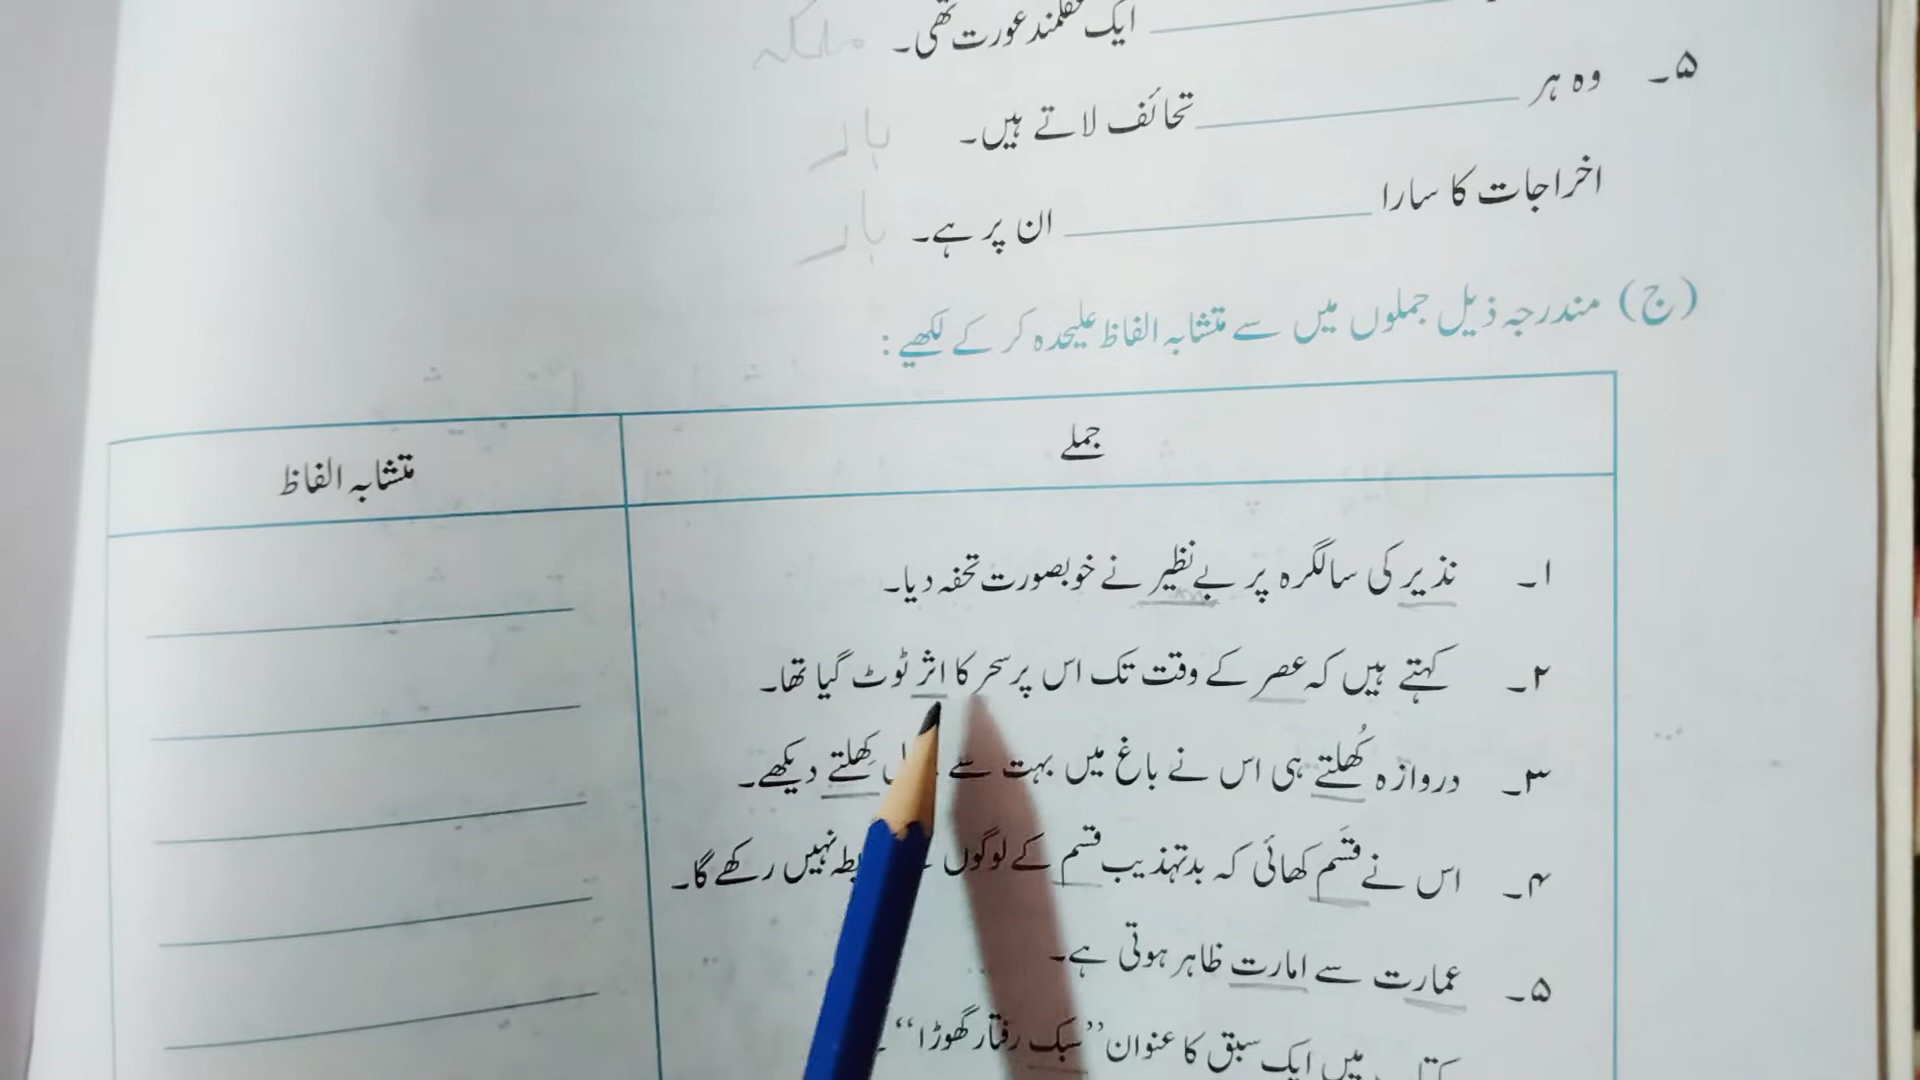 ایک عقلمند عورت تھی۔ ملکہ
۵۔ وہ ہر ________ تحائف لاتے ہیں۔ بار
اخراجات کا سارا ________ ان پر ہے۔ بار
(ج) مندرجہ ذیل جملوں میں سے متشابہ الفاظ علیحدہ کر کے لکھیے:
جملے
متشابہ الفاظ
۱۔ نذیر کی سالگرہ پر بے نظیر نے خوبصورت تحفہ دیا۔
۲۔ کہتے ہیں کہ عصر کے وقت تک اس پر سحر کا اثر ٹوٹ گیا تھا۔
۳۔ دروازہ کُھلتے ہی اس نے باغ میں بہت سے کِھلتے دیکھے۔
۴۔ اس نے قسَم کھائی کہ بدتہذیب قسم کے لوگوں نہیں رکھے گا۔
۵۔ عمارت سے امارت ظاہر ہوتی ہے۔
میں ایک سبق کا عنوان ”سبک رفتار گھوڑا“